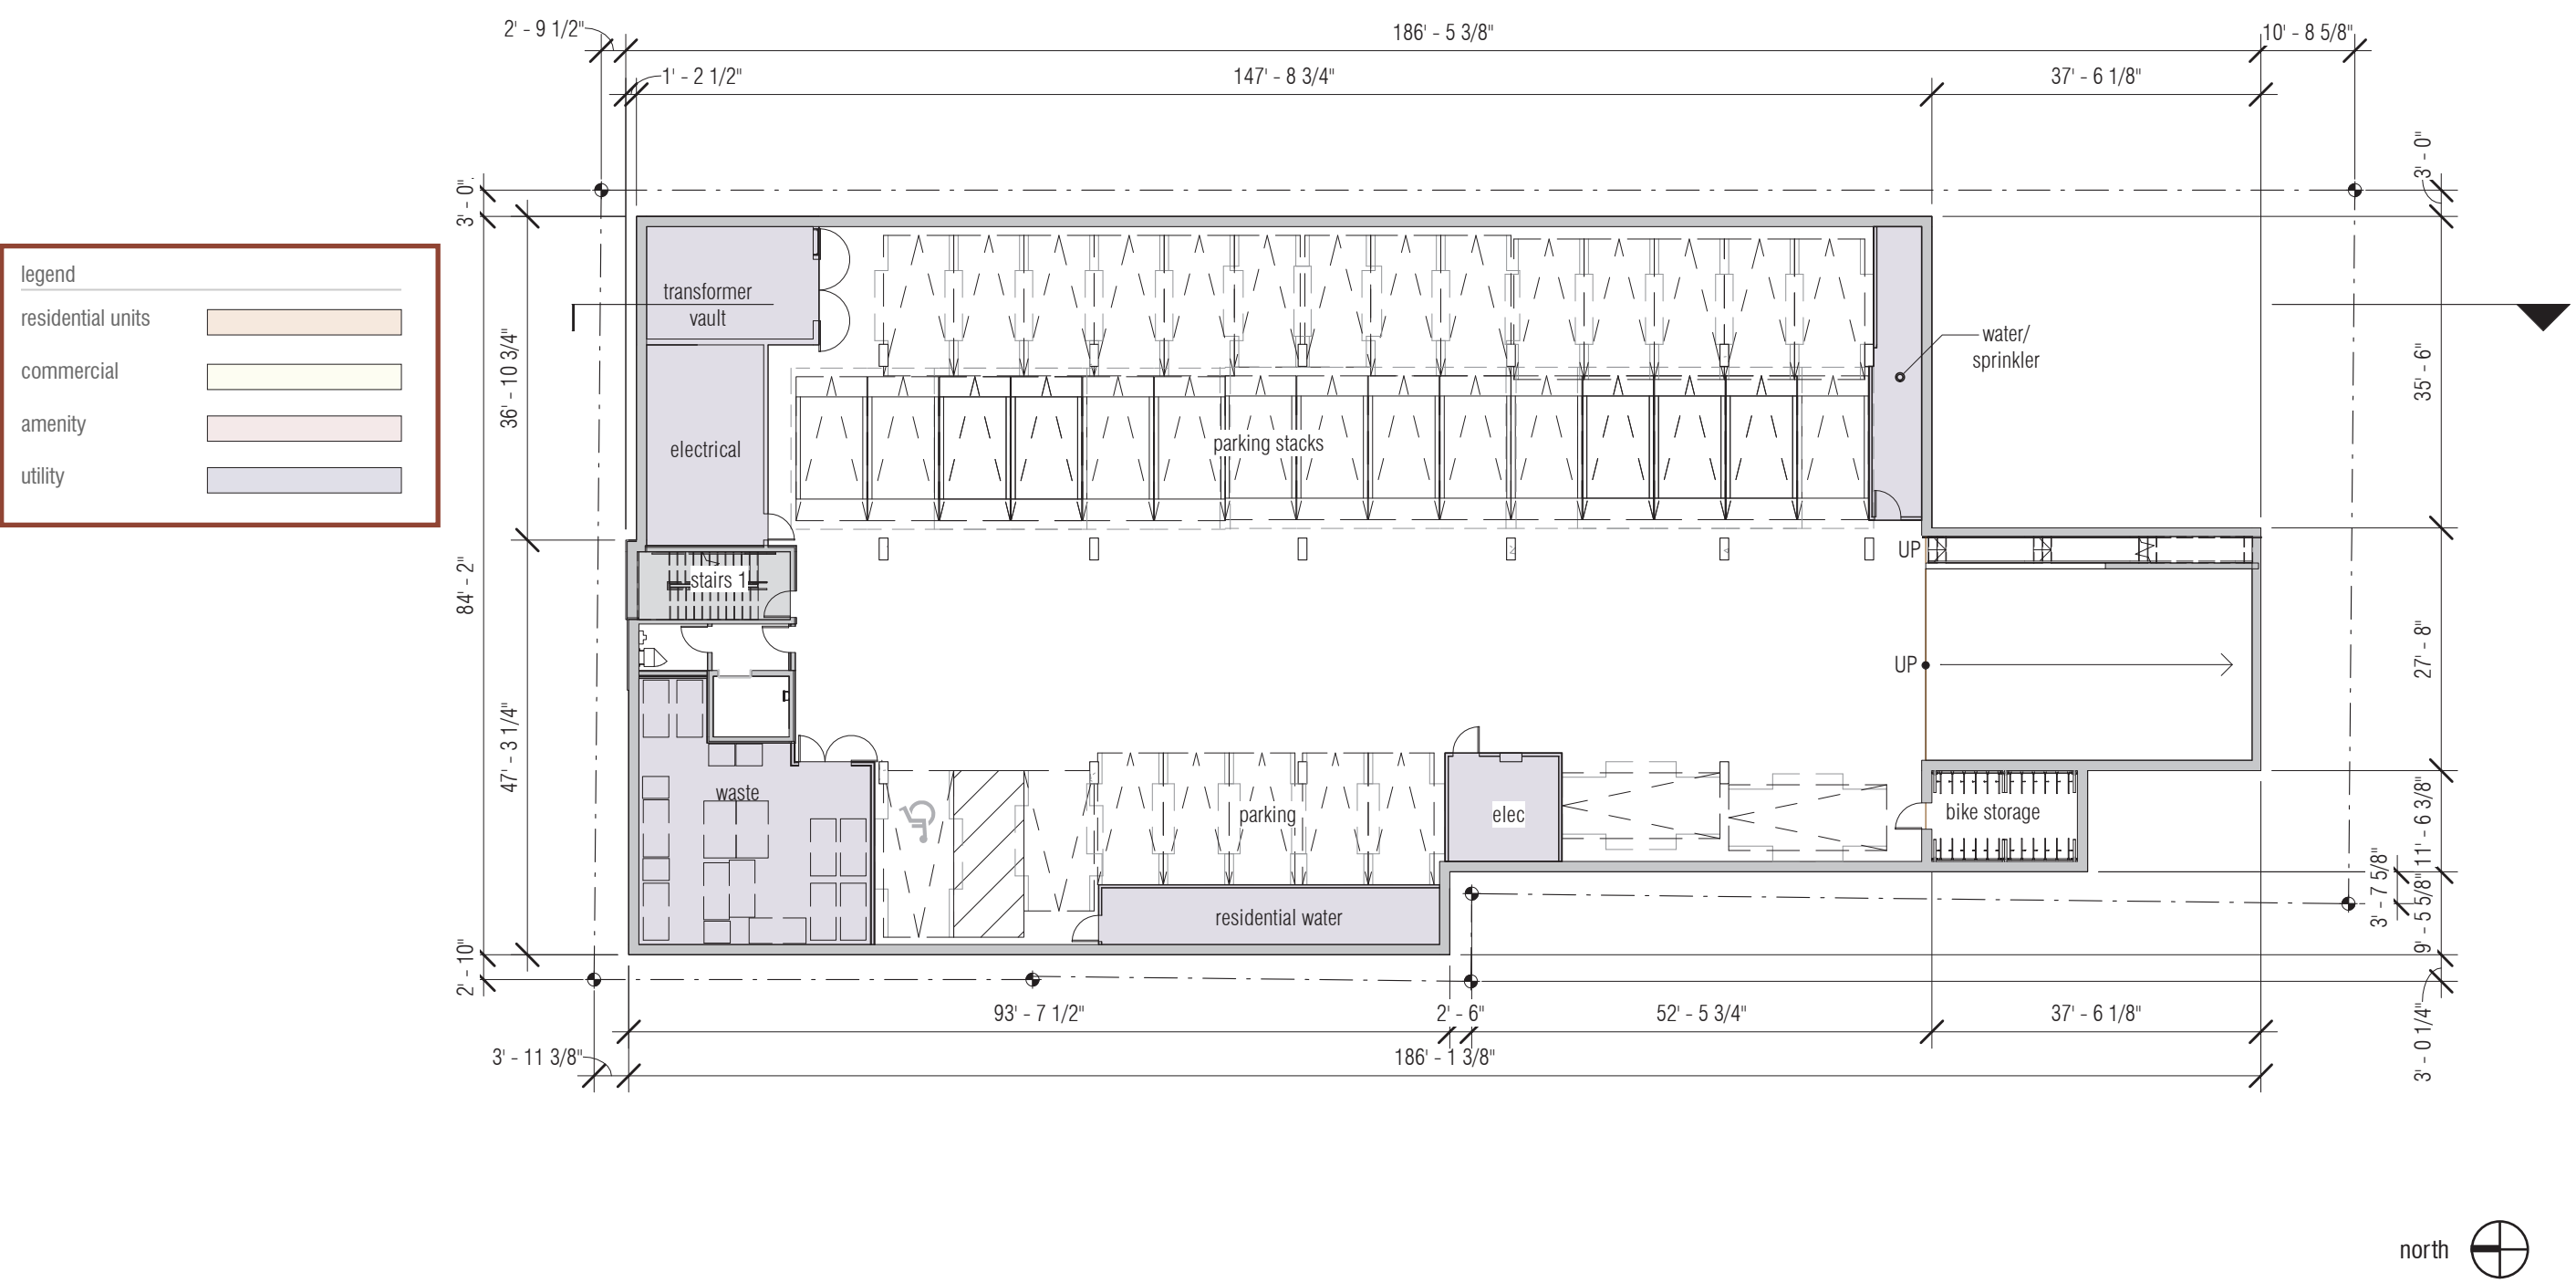 2' - 9 1/2"
186' - 5 3/8"
10' - 8 5/8"
1' - 2 1/2"
147' - 8 3/4"
37' - 6 1/8"
3' - 0"
3' - 0"
legend
residential units
commercial
amenity
utility
transformer
vault
water/
sprinkler
36' - 10 3/4"
35' - 6"
electrical
parking stacks
UP
stairs 1
84' - 2"
27' - 8"
UP
47' - 3 1/4"
waste
parking
elec
bike storage
11' - 6 3/8"
3' - 7 5/8"
residential water
9' - 5 5/8"
2' - 10"
93' - 7 1/2"
2' - 6"
52' - 5 3/4"
37' - 6 1/8"
3' - 0 1/4"
3' - 11 3/8"
186' - 1 3/8"
north